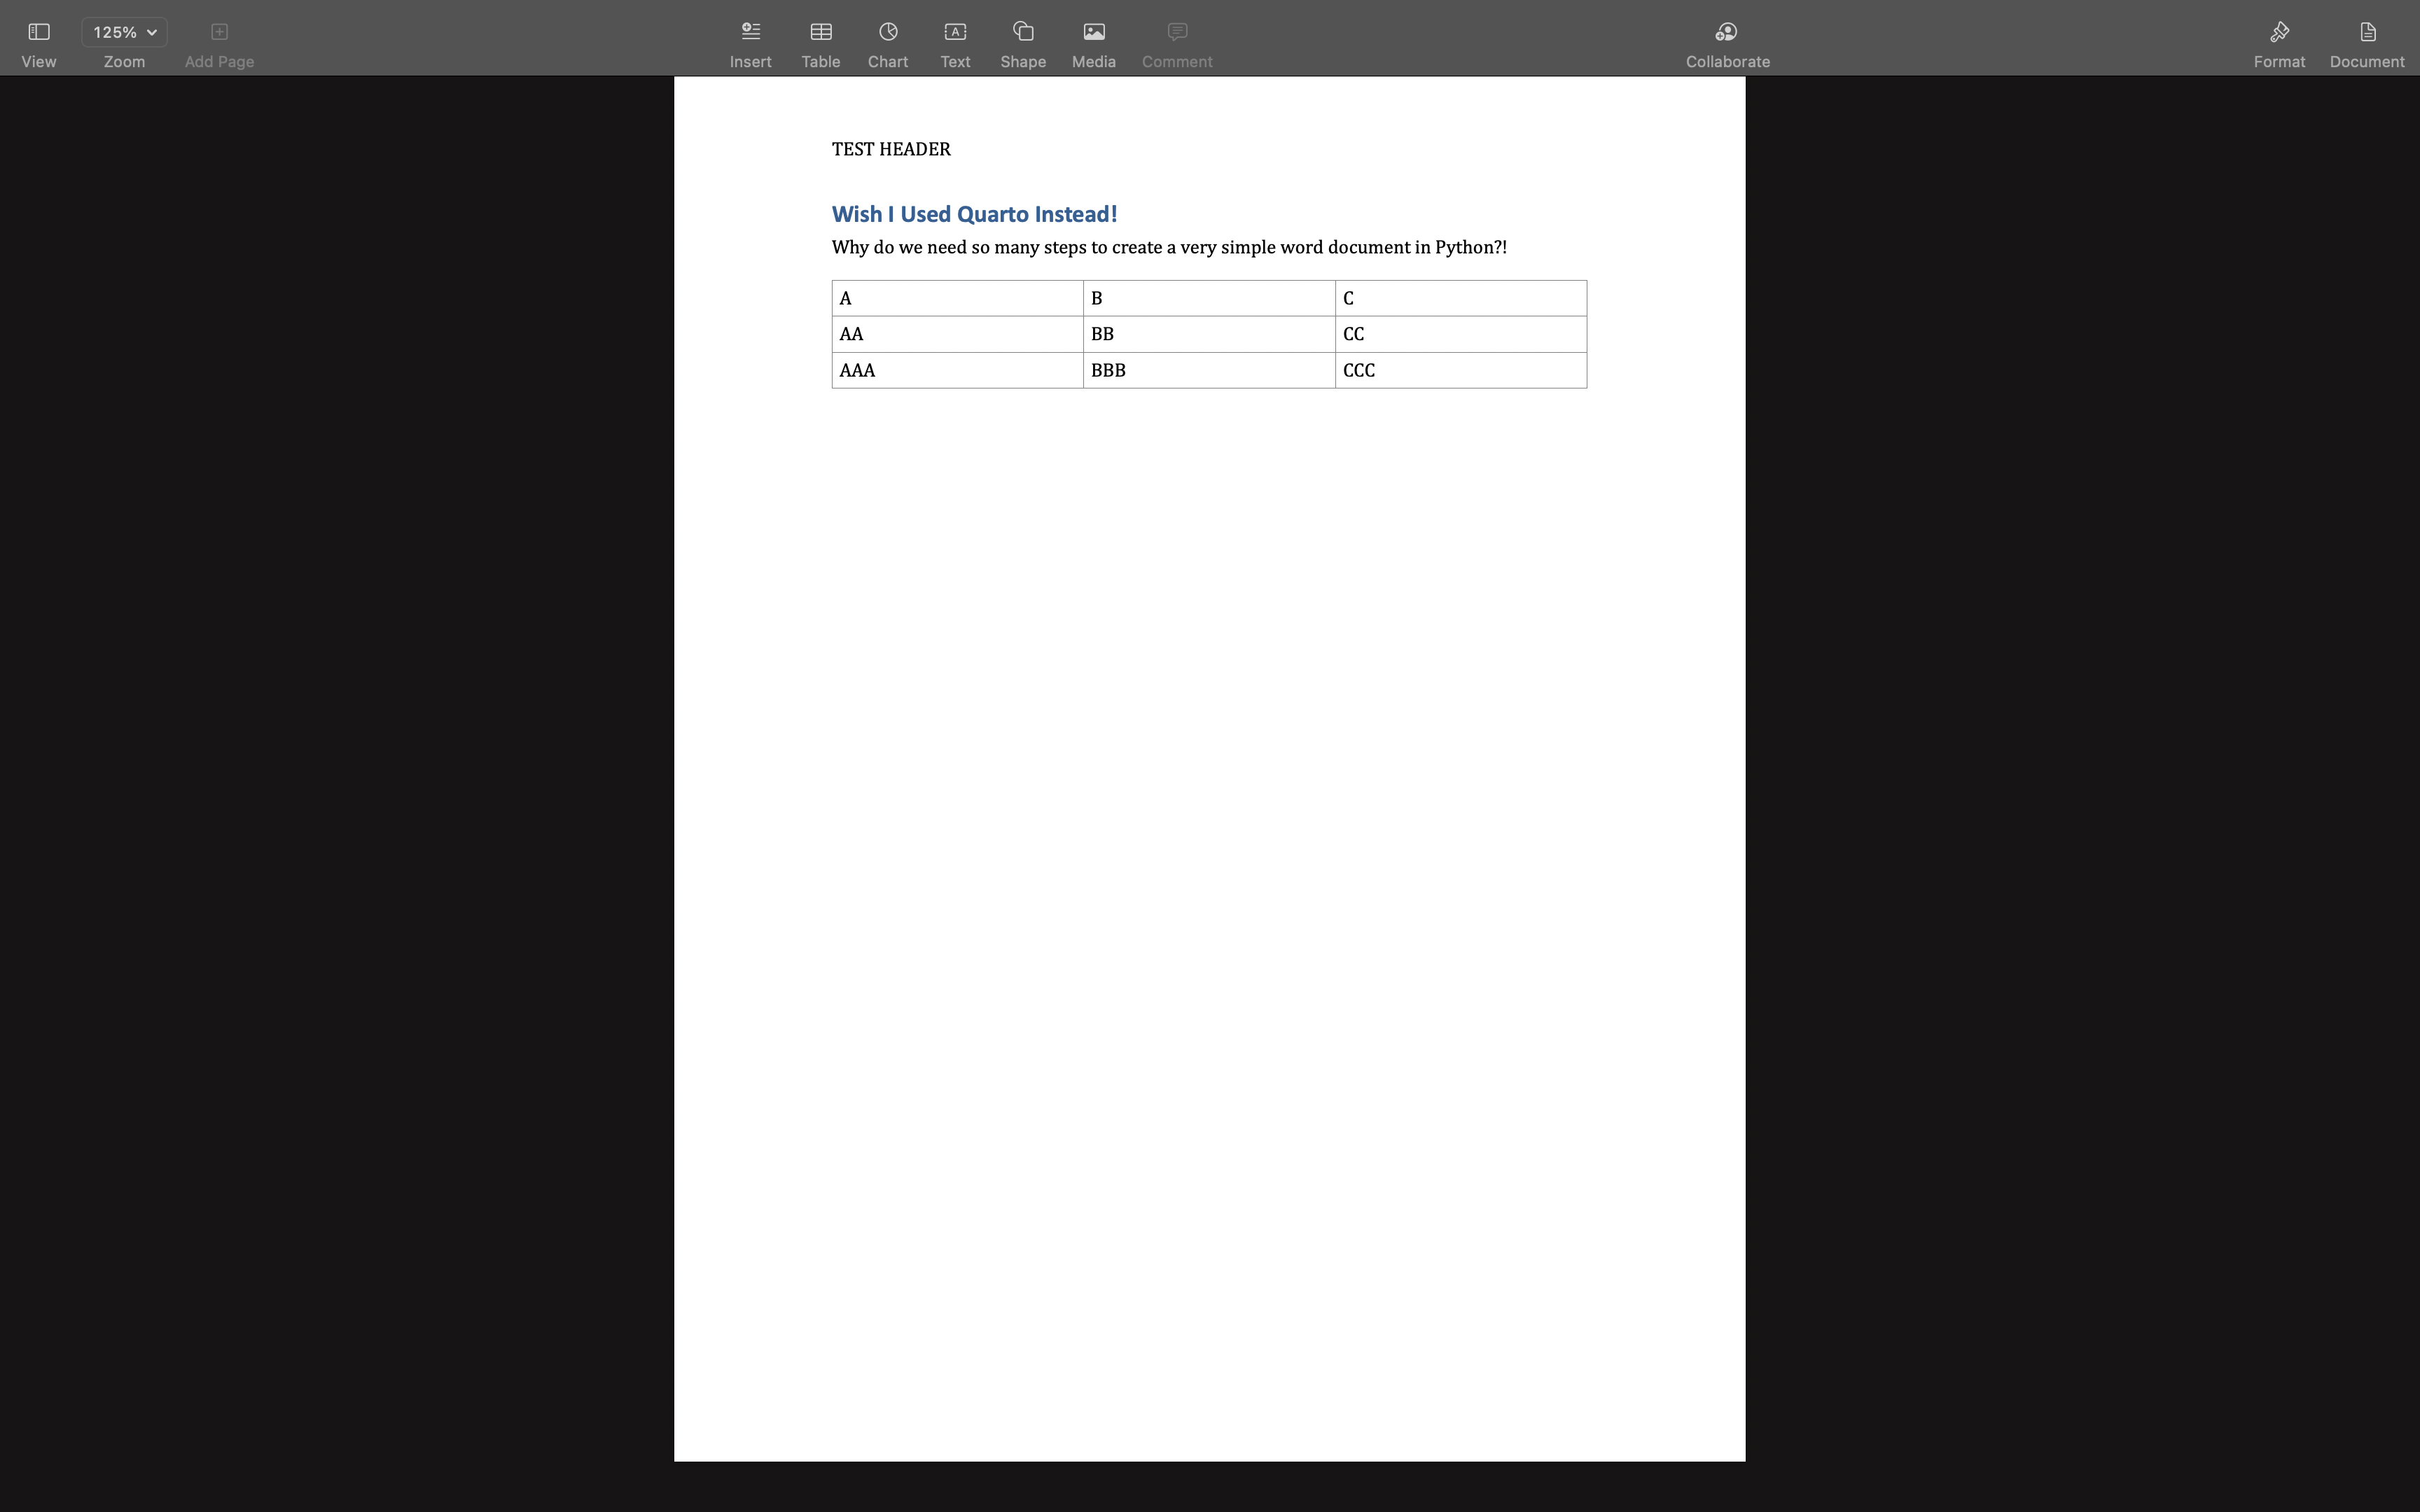 125%
View Zoom Add Page Insert Table Chart Text Shape Media Comment Collaborate Format Document
TEST HEADER
Wish I Used Quarto Instead!
Why do we need so many steps to create a very simple word document in Python?!
A B C
AA BB CC
AAA BBB CCC